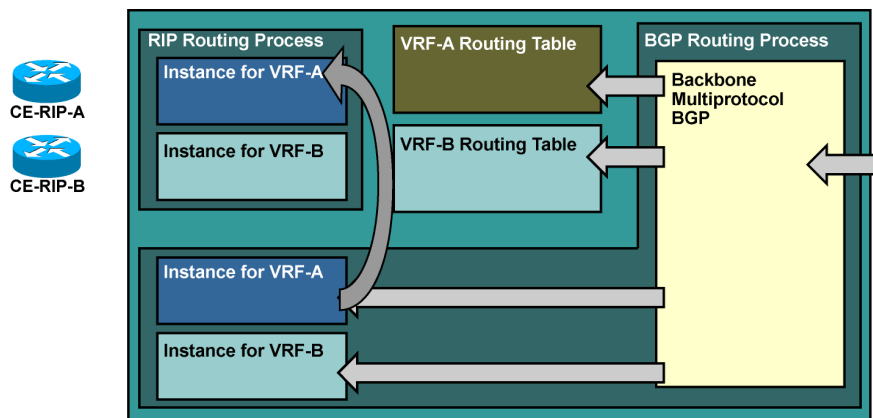 CE-RIP-A
CE-RIP-B
RIP Routing Process
Instance for VRF-A
Instance for VRF-B
VRF-A Routing Table
VRF-B Routing Table
BGP Routing Process
Backbone
Multiprotocol
BGP
Instance for VRF-A
Instance for VRF-B